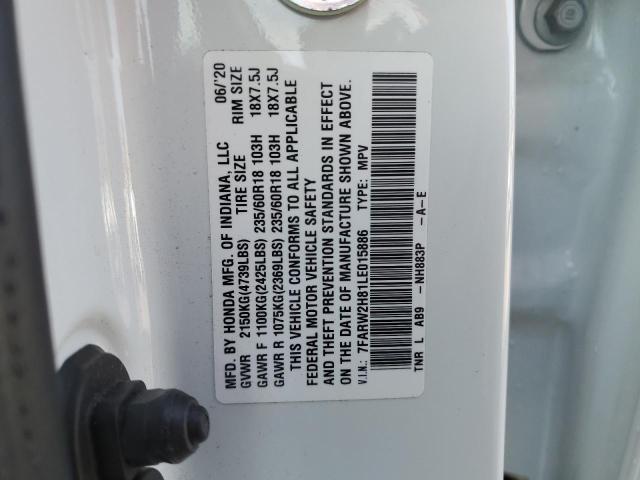 MFD. BY HONDA MFG. OF INDIANA, LLC 06/'20
GVWR 2150KG(4739LBS) TIRE SIZE RIM SIZE
GAWR F 1100KG(2425LBS) 235/60R18 103H 18X7.5J
GAWR R 1075KG(2369LBS) 235/60R18 103H 18X7.5J
THIS VEHICLE CONFORMS TO ALL APPLICABLE
FEDERAL MOTOR VEHICLE SAFETY
AND THEFT PREVENTION STANDARDS IN EFFECT
ON THE DATE OF MANUFACTURE SHOWN ABOVE.
V.I.N.: 7FARW2H81LE015886 TYPE: MPV
TNR L AB9 -NH883P -A-E